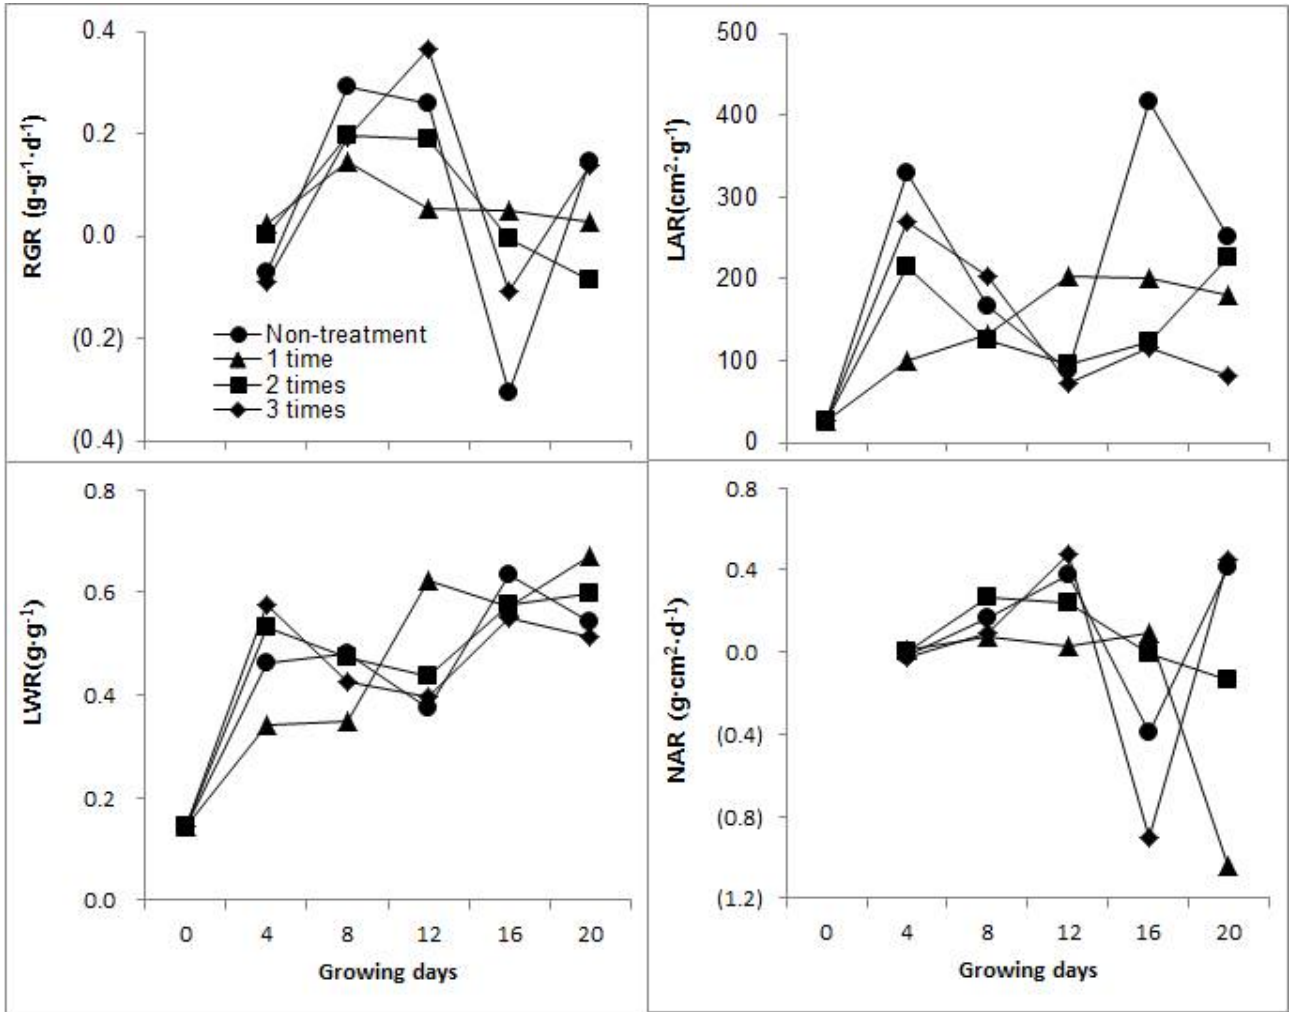 0.4
0.2
0.0
(0.2)
(0.4)
RGR (g-g⁻¹·d⁻¹)
Non-treatment
1 time
2 times
3 times
500
400
300
200
100
0
LAR(cm²·g⁻¹)
0.8
0.6
0.4
0.2
0.0
LWR(g·g⁻¹)
0 4 8 12 16 20
Growing days
0.8
0.4
0.0
(0.4)
(0.8)
(1.2)
NAR (g·cm²·d⁻¹)
0 4 8 12 16 20
Growing days